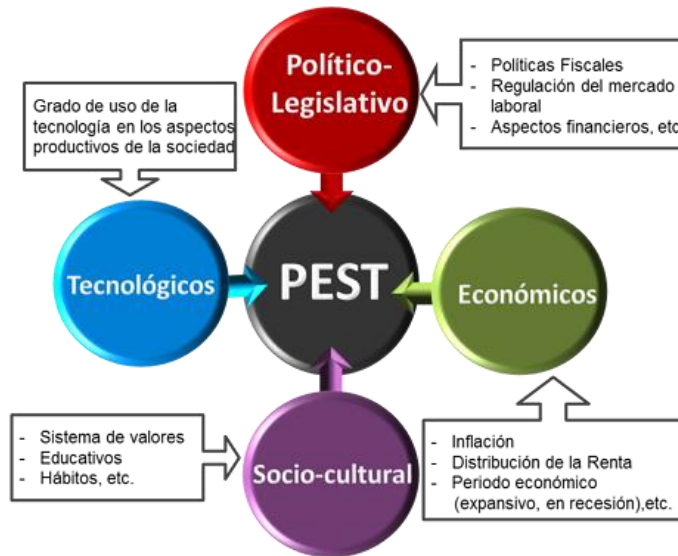 Político-
Legislativo
- Políticas Fiscales
- Regulación del mercado
laboral
- Aspectos financieros, etc
Grado de uso de la
tecnología en los aspectos
productivos de la sociedad
Tecnológicos
PEST
Económicos
- Sistema de valores
- Educativos
- Hábitos, etc.
Socio-cultural
- Inflación
- Distribución de la Renta
- Periodo económico
(expansivo, en recesión),etc.